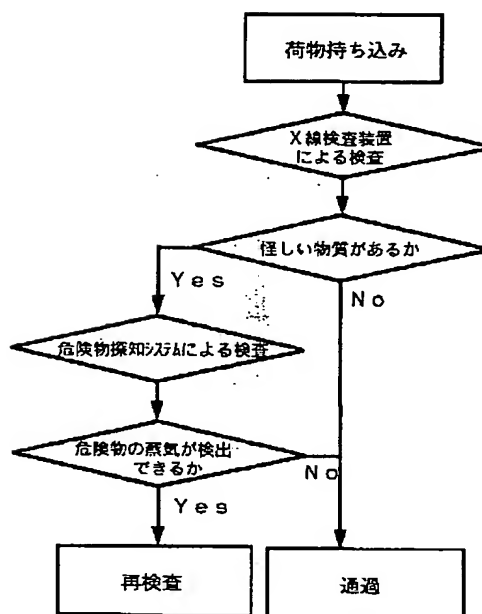 荷物持ち込み
X線検査装置
による検査
怪しい物質があるか
Yes
No
危険物探知システムによる検査
危険物の蒸気が検出
できるか
No
Yes
再検査
通過